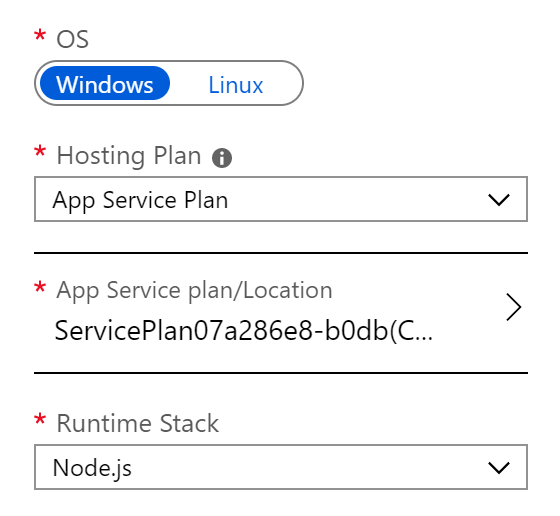 * OS
Windows Linux
* Hosting Plan
App Service Plan
* App Service plan/Location
ServicePlan07a286e8-b0db(C...
* Runtime Stack
Node.js